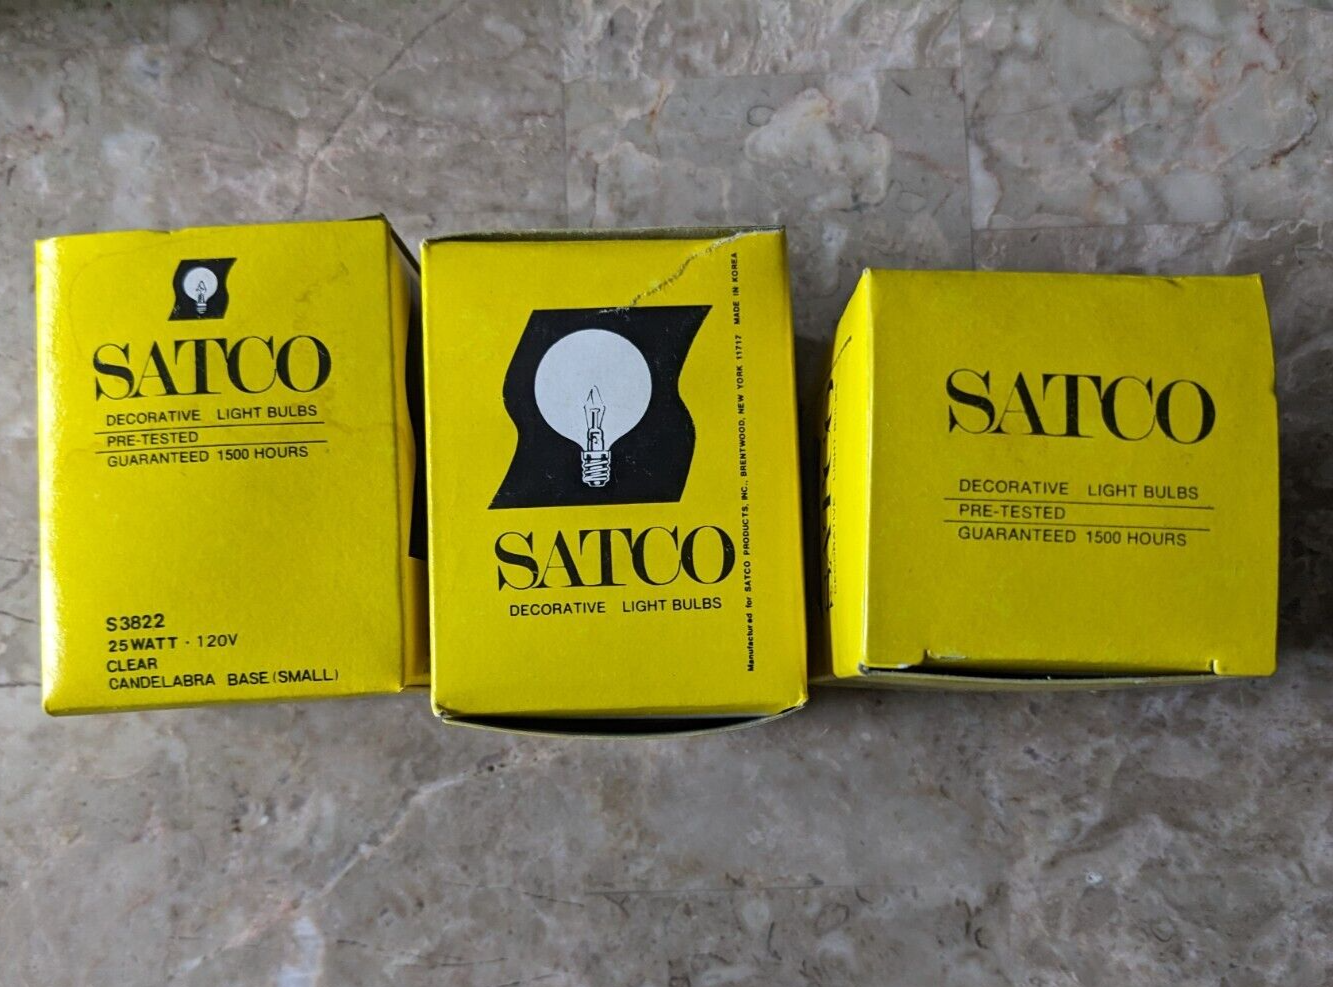 SATCO
DECORATIVE LIGHT BULBS
PRE-TESTED
GUARANTEED 1500 HOURS
S3822
25 WATT - 120V
CLEAR
CANDELABRA BASE (SMALL)
SATCO
DECORATIVE LIGHT BULBS
Manufactured for SATCO PRODUCTS, INC., BRENTWOOD, NEW YORK 11717 MADE IN KOREA
SATCO
DECORATIVE LIGHT BULBS
PRE-TESTED
GUARANTEED 1500 HOURS